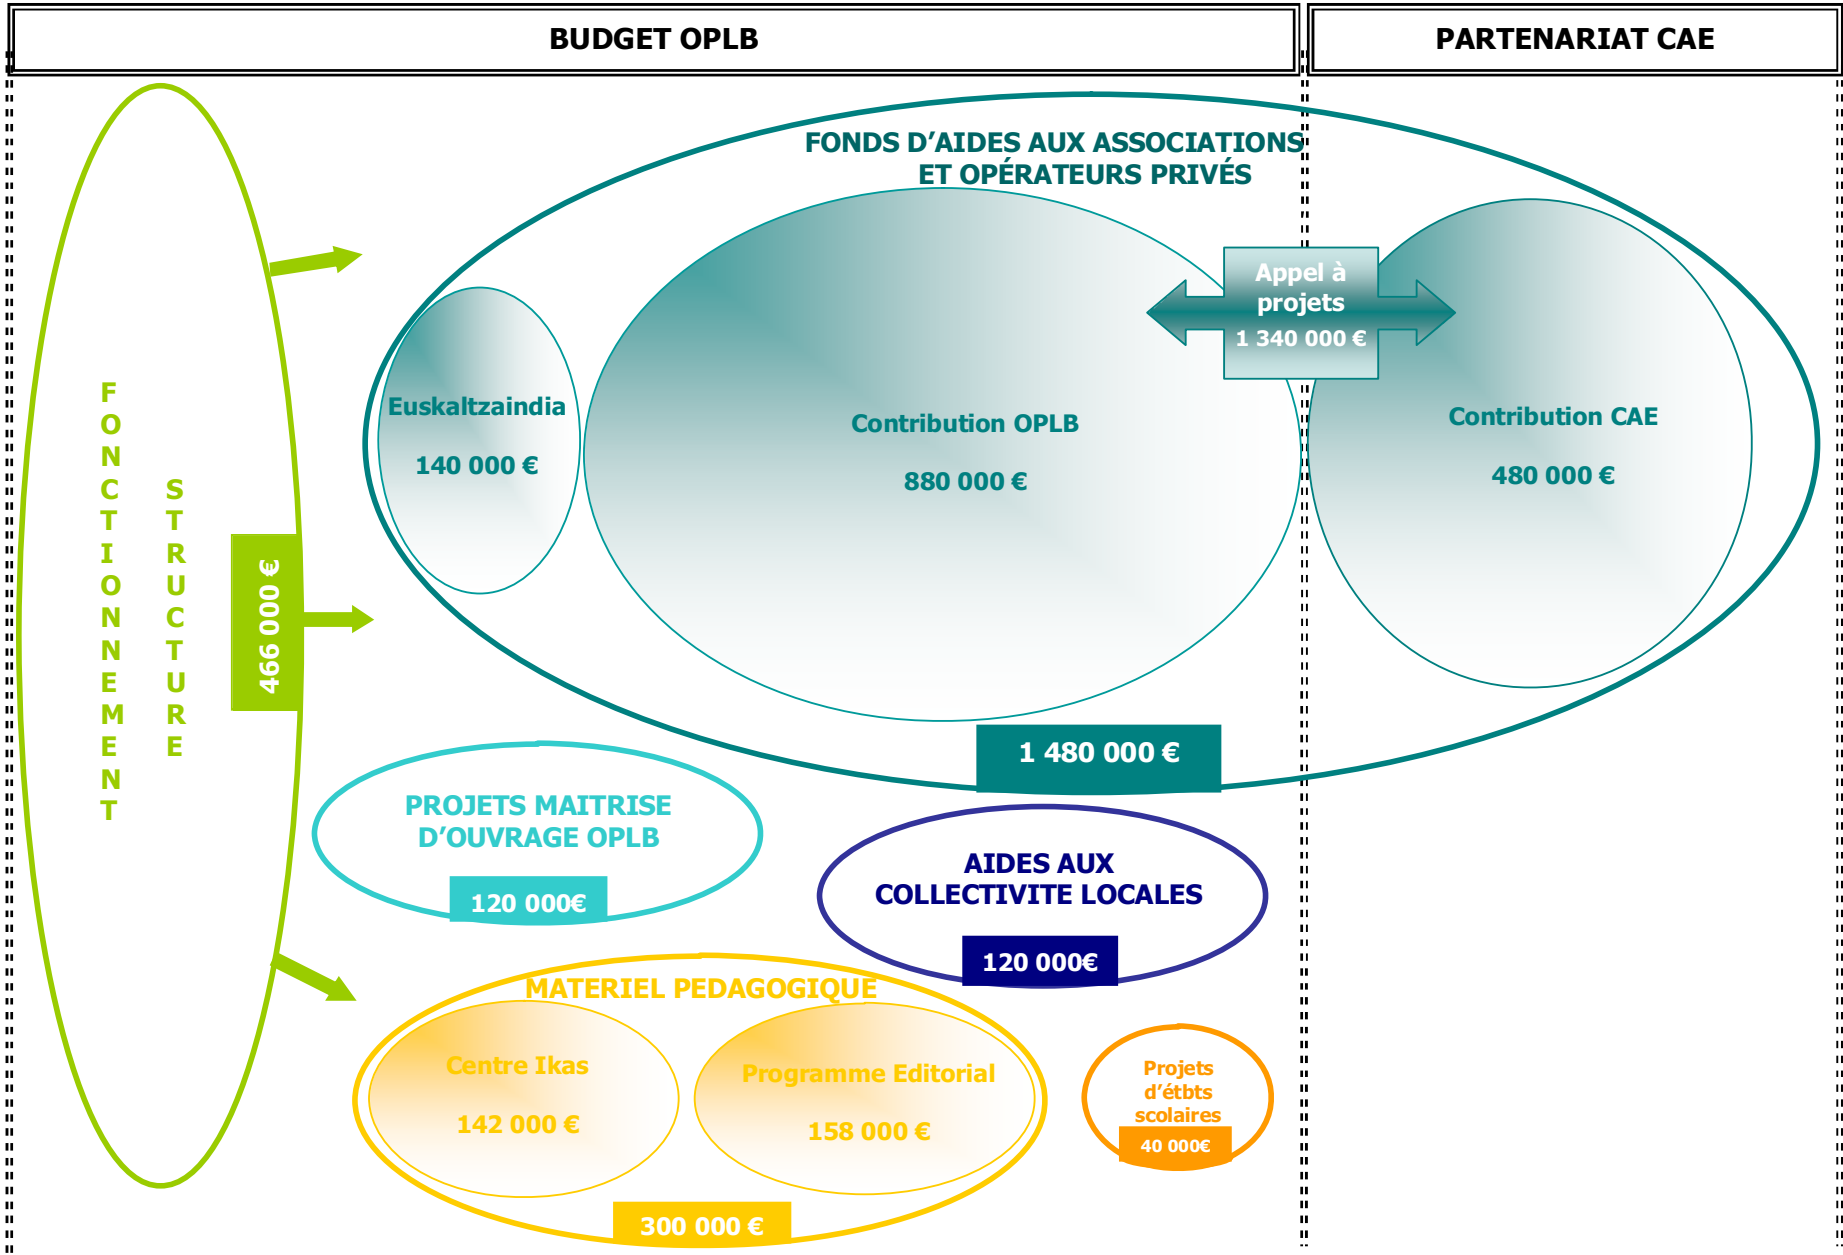 BUDGET OPLB
PARTENARIAT CAE
FONDS D'AIDES AUX ASSOCIATIONS
ET OPÉRATEURS PRIVÉS
Appel à
projets
1 340 000 €
Euskaltzaindia
140 000 €
Contribution OPLB
880 000 €
Contribution CAE
480 000 €
1 480 000 €
FONCTIONNEMENT
STRUCTURE
466 000 €
PROJETS MAITRISE
D'OUVRAGE OPLB
120 000€
AIDES AUX
COLLECTIVITE LOCALES
120 000€
MATERIEL PEDAGOGIQUE
Centre Ikas
142 000 €
Programme Editorial
158 000 €
300 000 €
Projets
d'étbts
scolaires
40 000€